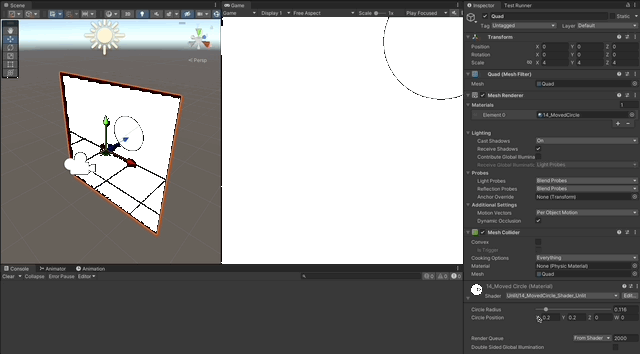 Scene
Game
Inspector
Test Runner
Game
Display 1
Free Aspect
Scale
1x
Play Focused
Persp
Quad
Static
Tag
Untagged
Layer
Default
Transform
Position X 0 Y 0 Z 0
Rotation X 0 Y 0 Z 0
Scale X 4 Y 4 Z 4
Quad (Mesh Filter)
Mesh Quad
Mesh Renderer
Materials 1
Element 0 14_MovedCircle
Lighting
Cast Shadows On
Receive Shadows
Contribute Global Illumina
Receive Global Illuminati Light Probes
Probes
Light Probes Blend Probes
Reflection Probes Blend Probes
Anchor Override None (Transform)
Additional Settings
Motion Vectors Per Object Motion
Dynamic Occlusion
Mesh Collider
Convex
Is Trigger
Cooking Options Everything
Material None (Physic Material)
Mesh Quad
14_Moved Circle (Material)
Shader Unlit/14_MovedCircle_Shader_Unlit Edit...
Circle Radius 0.116
Circle Position X 0.2 Y 0.2 Z 0 W 0
Render Queue From Shader 2000
Double Sided Global Illumination
Console
Animator
Animation
Clear
Collapse
Error Pause
Editor
0 0 0